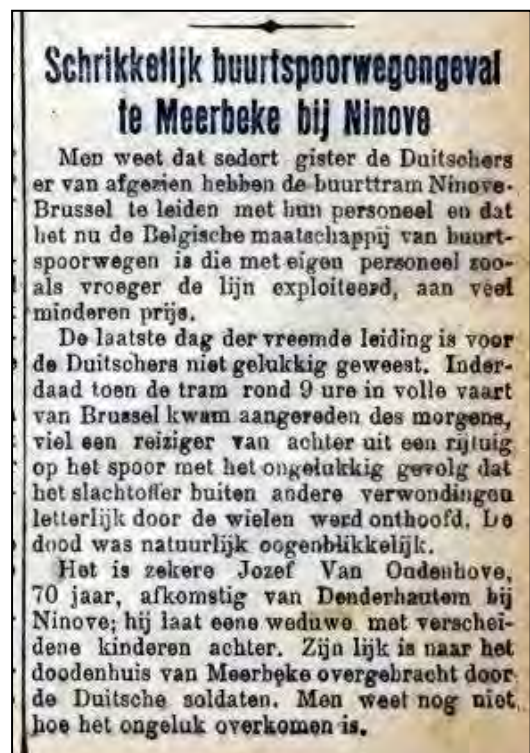 Schrikkelijk buurtspoorwegongeval
te Meerbeke bij Ninove
Men weet dat sedert gister de Duitschers
er van afgezien hebben de buurttram Ninove-
Brussel te leiden met hun personeel en dat
het nu de Belgische maatschappij van buurt-
spoorwegen is die met eigen personeel zoo-
als vroeger de lijn exploiteerd, aan veel
minderen prijs.
De laatste dag der vreemde leiding is voor
de Duitschers niet gelukkig geweest. Inder-
daad toen de tram rond 9 ure in volle vaart
van Brussel kwam aangereden des morgens,
viel een reiziger van achter uit een rijtuig
op het spoor met het ongelukkig gevolg dat
het slachtoffer buiten andere verwondingen
letterlijk door de wielen werd onthoofd. De
dood was natuurlijk oogenblikkelijk.
Het is zekere Jozef Van Oudenhove,
70 jaar, afkomstig van Denderhautem bij
Ninove; hij laat eene weduwe met verschei-
dene kinderen achter. Zijn lijk is naar het
doodenhuis van Meerbeke overgebracht door
de Duitsche soldaten. Men weet nog niet
hoe het ongeluk overkomen is.